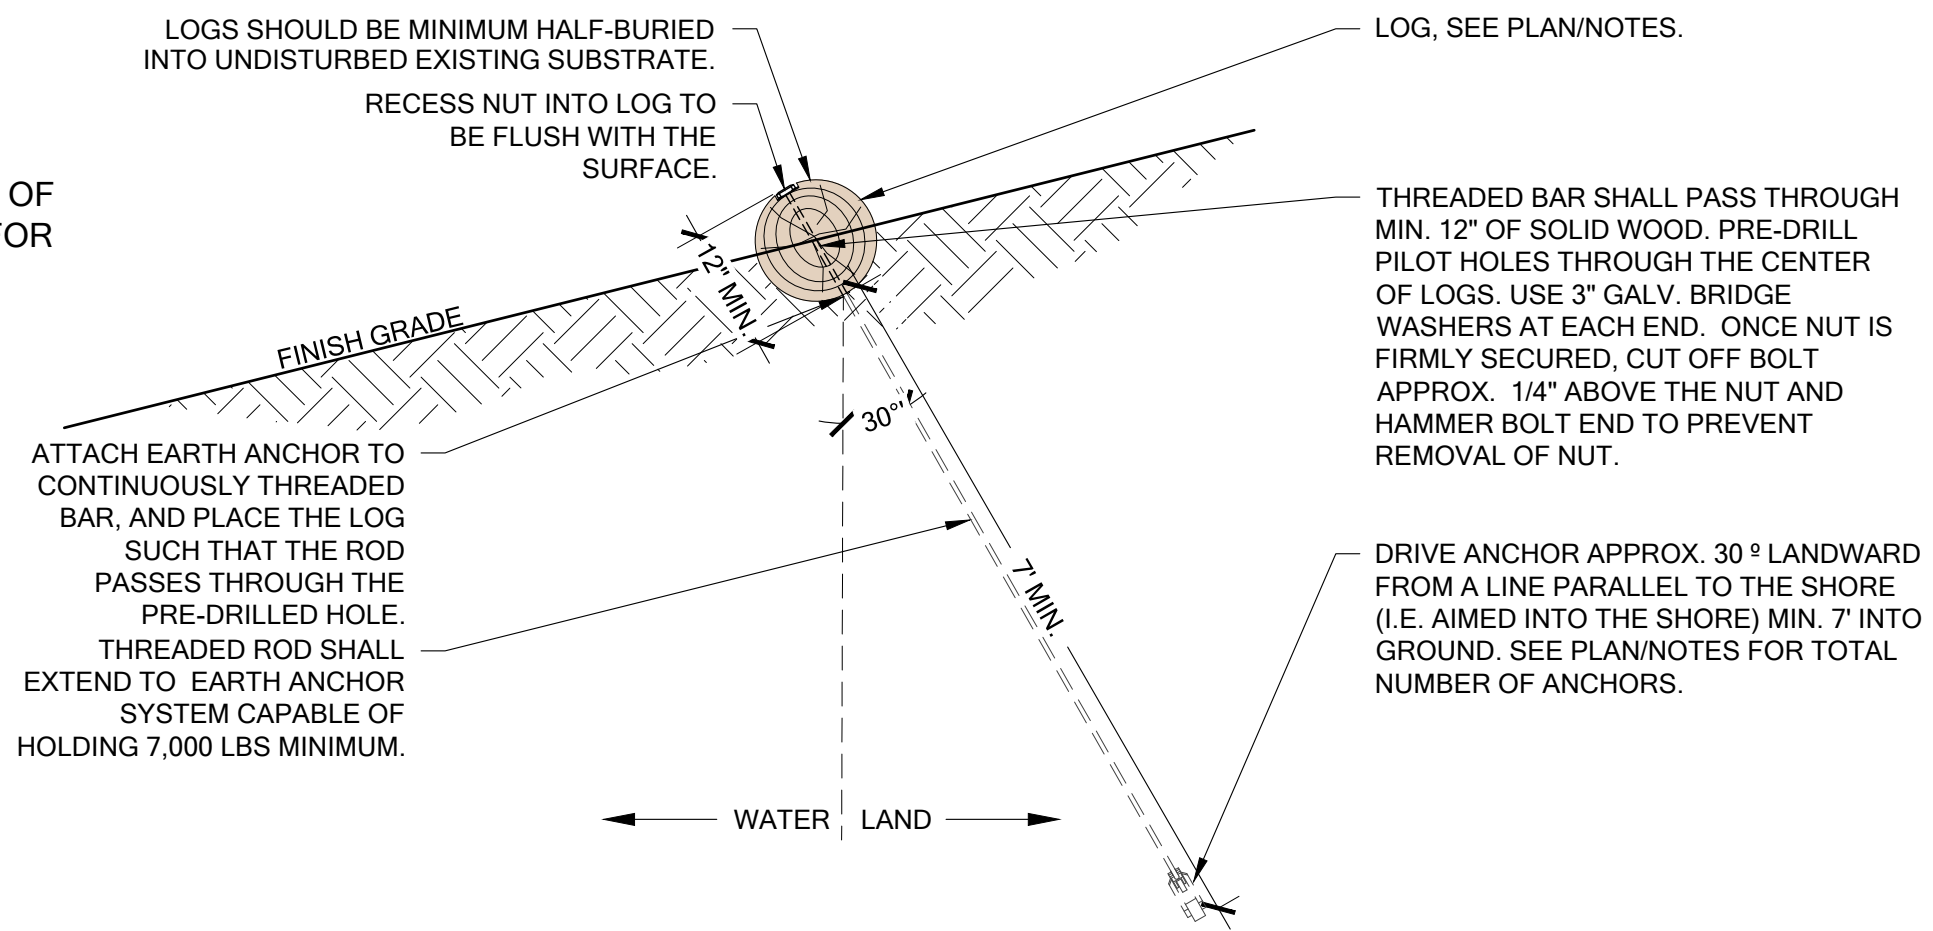 LOGS SHOULD BE MINIMUM HALF-BURIED
INTO UNDISTURBED EXISTING SUBSTRATE.
RECESS NUT INTO LOG TO
BE FLUSH WITH THE
SURFACE.
OF
TOR
LOG, SEE PLAN/NOTES.
THREADED BAR SHALL PASS THROUGH
MIN. 12" OF SOLID WOOD. PRE-DRILL
PILOT HOLES THROUGH THE CENTER
OF LOGS. USE 3" GALV. BRIDGE
WASHERS AT EACH END. ONCE NUT IS
FIRMLY SECURED, CUT OFF BOLT
APPROX. 1/4" ABOVE THE NUT AND
HAMMER BOLT END TO PREVENT
REMOVAL OF NUT.
12" MIN.
FINISH GRADE
30°
ATTACH EARTH ANCHOR TO
CONTINUOUSLY THREADED
BAR, AND PLACE THE LOG
SUCH THAT THE ROD
PASSES THROUGH THE
PRE-DRILLED HOLE.
THREADED ROD SHALL
EXTEND TO EARTH ANCHOR
SYSTEM CAPABLE OF
HOLDING 7,000 LBS MINIMUM.
7' MIN.
DRIVE ANCHOR APPROX. 30 º LANDWARD
FROM A LINE PARALLEL TO THE SHORE
(I.E. AIMED INTO THE SHORE) MIN. 7' INTO
GROUND. SEE PLAN/NOTES FOR TOTAL
NUMBER OF ANCHORS.
WATER LAND